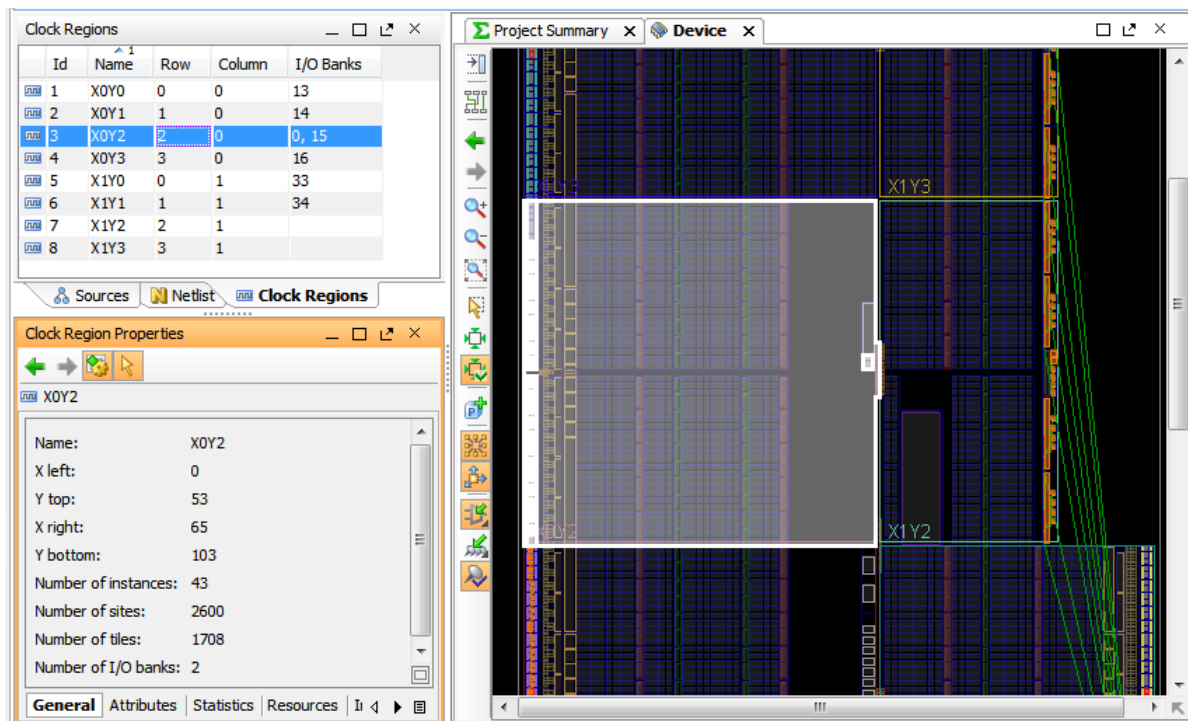 Clock Regions
1
Id Name Row Column I/O Banks
1 X0Y0 0 0 13
2 X0Y1 1 0 14
3 X0Y2 2 0 0, 15
4 X0Y3 3 0 16
5 X1Y0 0 1 33
6 X1Y1 1 1 34
7 X1Y2 2 1
8 X1Y3 3 1
Sources Netlist Clock Regions
Clock Region Properties
X0Y2
Name: X0Y2
X left: 0
Y top: 53
X right: 65
Y bottom: 103
Number of instances: 43
Number of sites: 2600
Number of tiles: 1708
Number of I/O banks: 2
General Attributes Statistics Resources
Project Summary Device
X0Y3 X1Y3
X0Y2 X1Y2